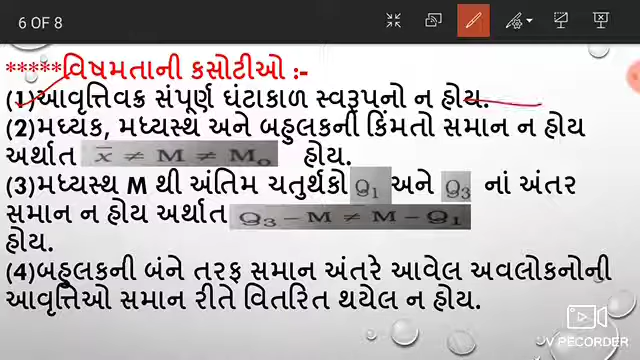 6 OF 8
*****વિષમતાની કસોટીઓ :-
(1)આવૃત્તિવક્ર સંપૂર્ણ ઘંટાકાળ સ્વરૂપનો ન હોય.
(2)મધ્યક, મધ્યસ્થ અને બહુલકની કિંમતો સમાન ન હોય
અર્થાત x̅ ≠ M ≠ Mₒ હોય.
(3)મધ્યસ્થ M થી અંતિમ ચતુર્થકો Q₁ અને Q₃ નાં અંતર
સમાન ન હોય અર્થાત Q₃ – M ≠ M – Q₁
હોય.
(4)બહુલકની બંને તરફ સમાન અંતરે આવેલ અવલોકનોની
આવૃત્તિઓ સમાન રીતે વિતરિત થયેલ ન હોય.
V RECORDER